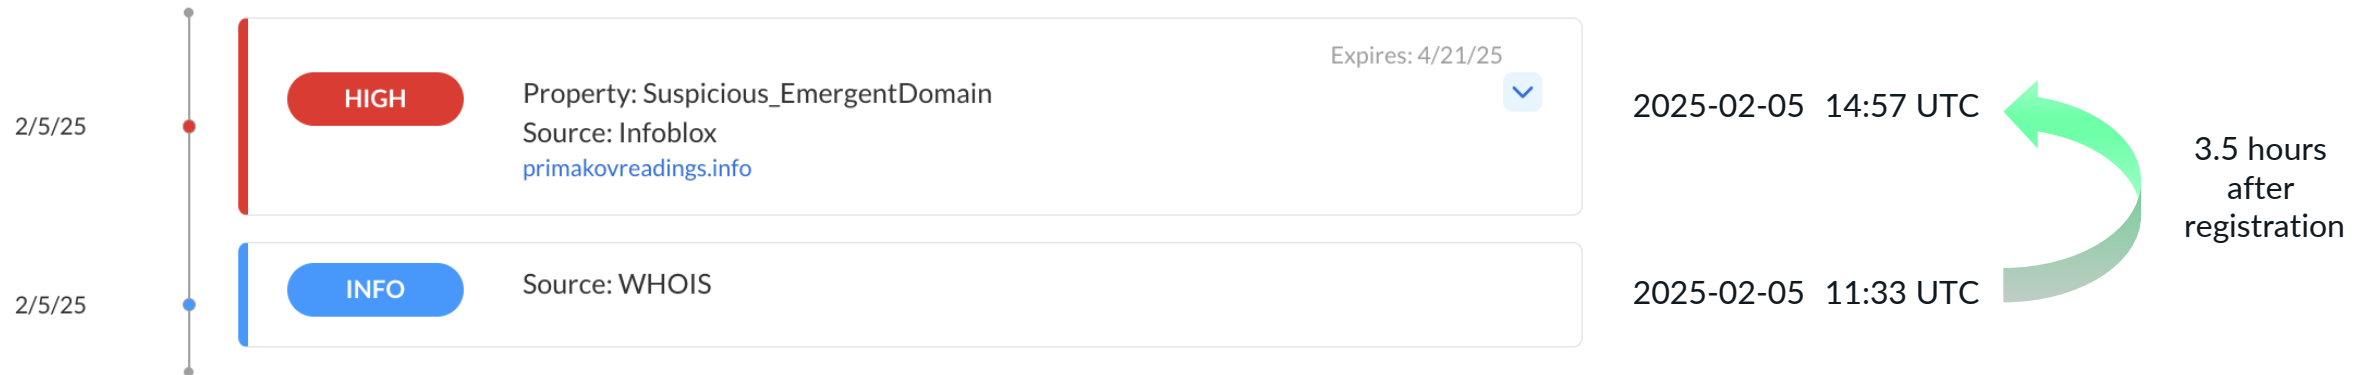 Expires: 4/21/25
2/5/25
HIGH
Property: Suspicious_EmergentDomain
Source: Infoblox
primakovreadings.info
2025-02-05 14:57 UTC
3.5 hours
after
registration
2/5/25
INFO
Source: WHOIS
2025-02-05 11:33 UTC